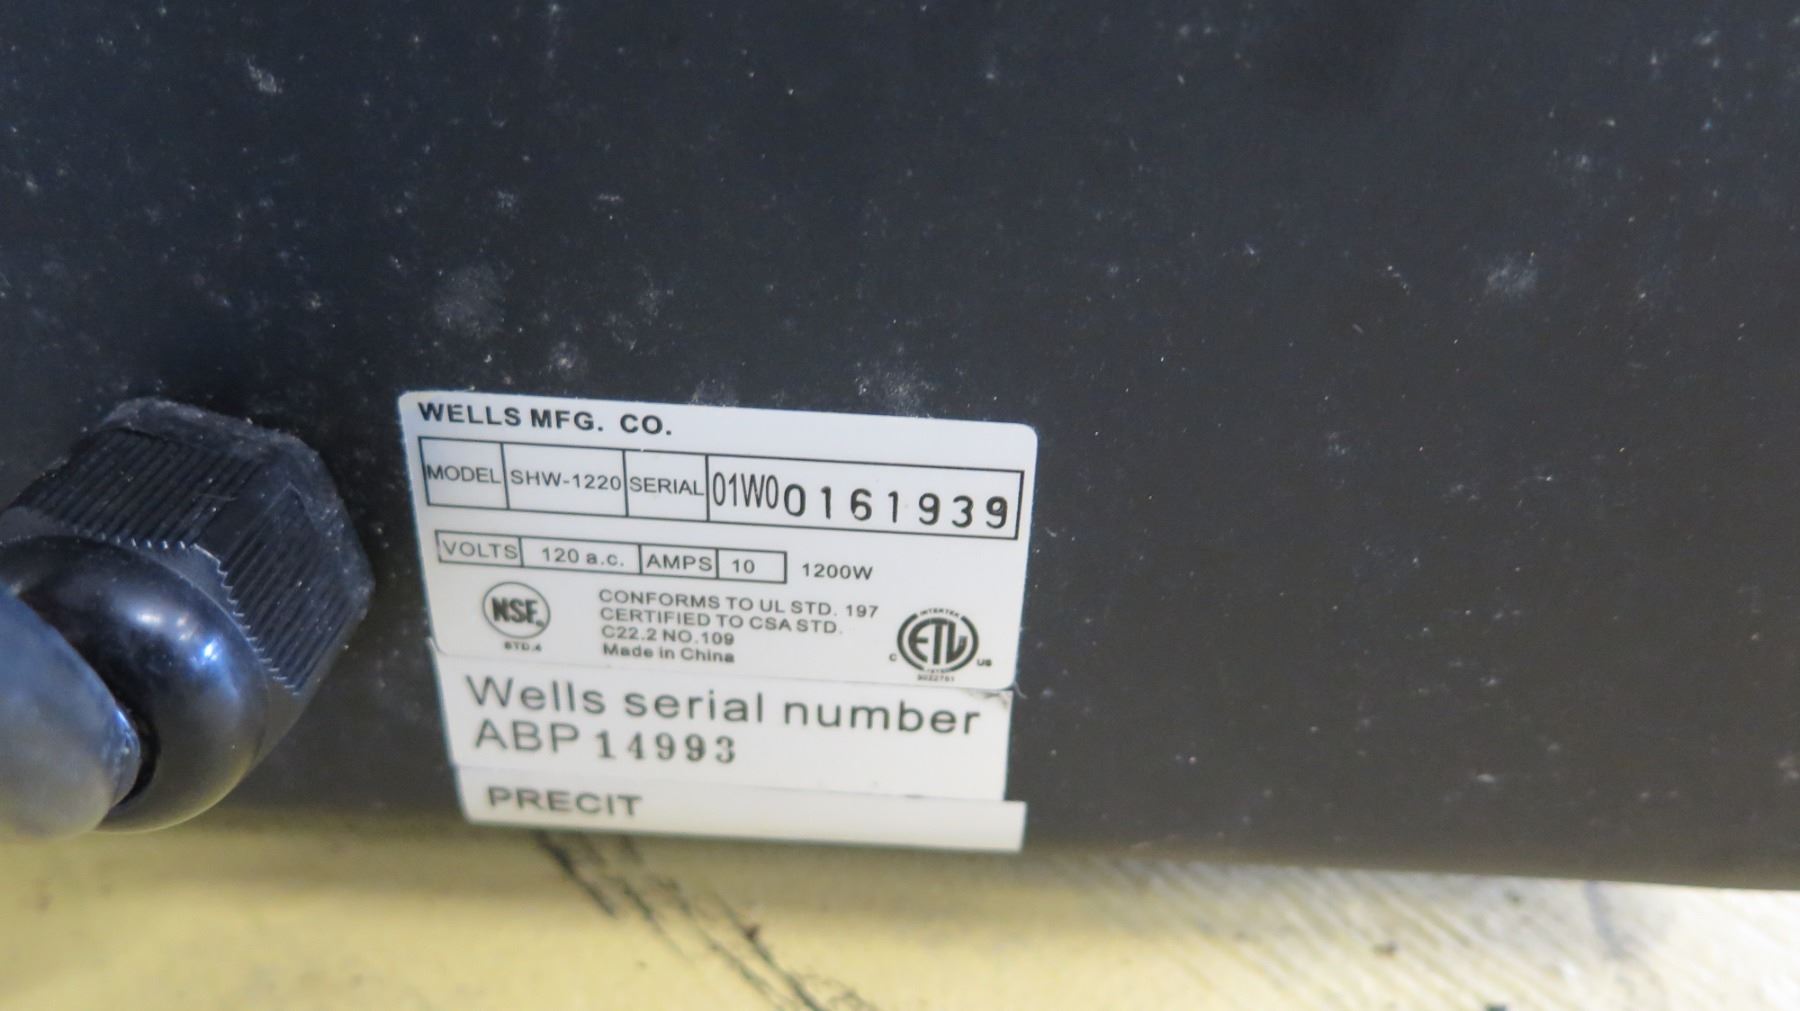 WELLS MFG. CO.
MODEL SHW-1220 SERIAL 01W00161939
VOLTS 120 a.c. AMPS 10 1200W
NSF®
STD.4
CONFORMS TO UL STD. 197
CERTIFIED TO CSA STD.
C22.2 NO.109
Made in China
INTERTEK
C ETL US
Wells serial number
ABP 14993
PRECIT